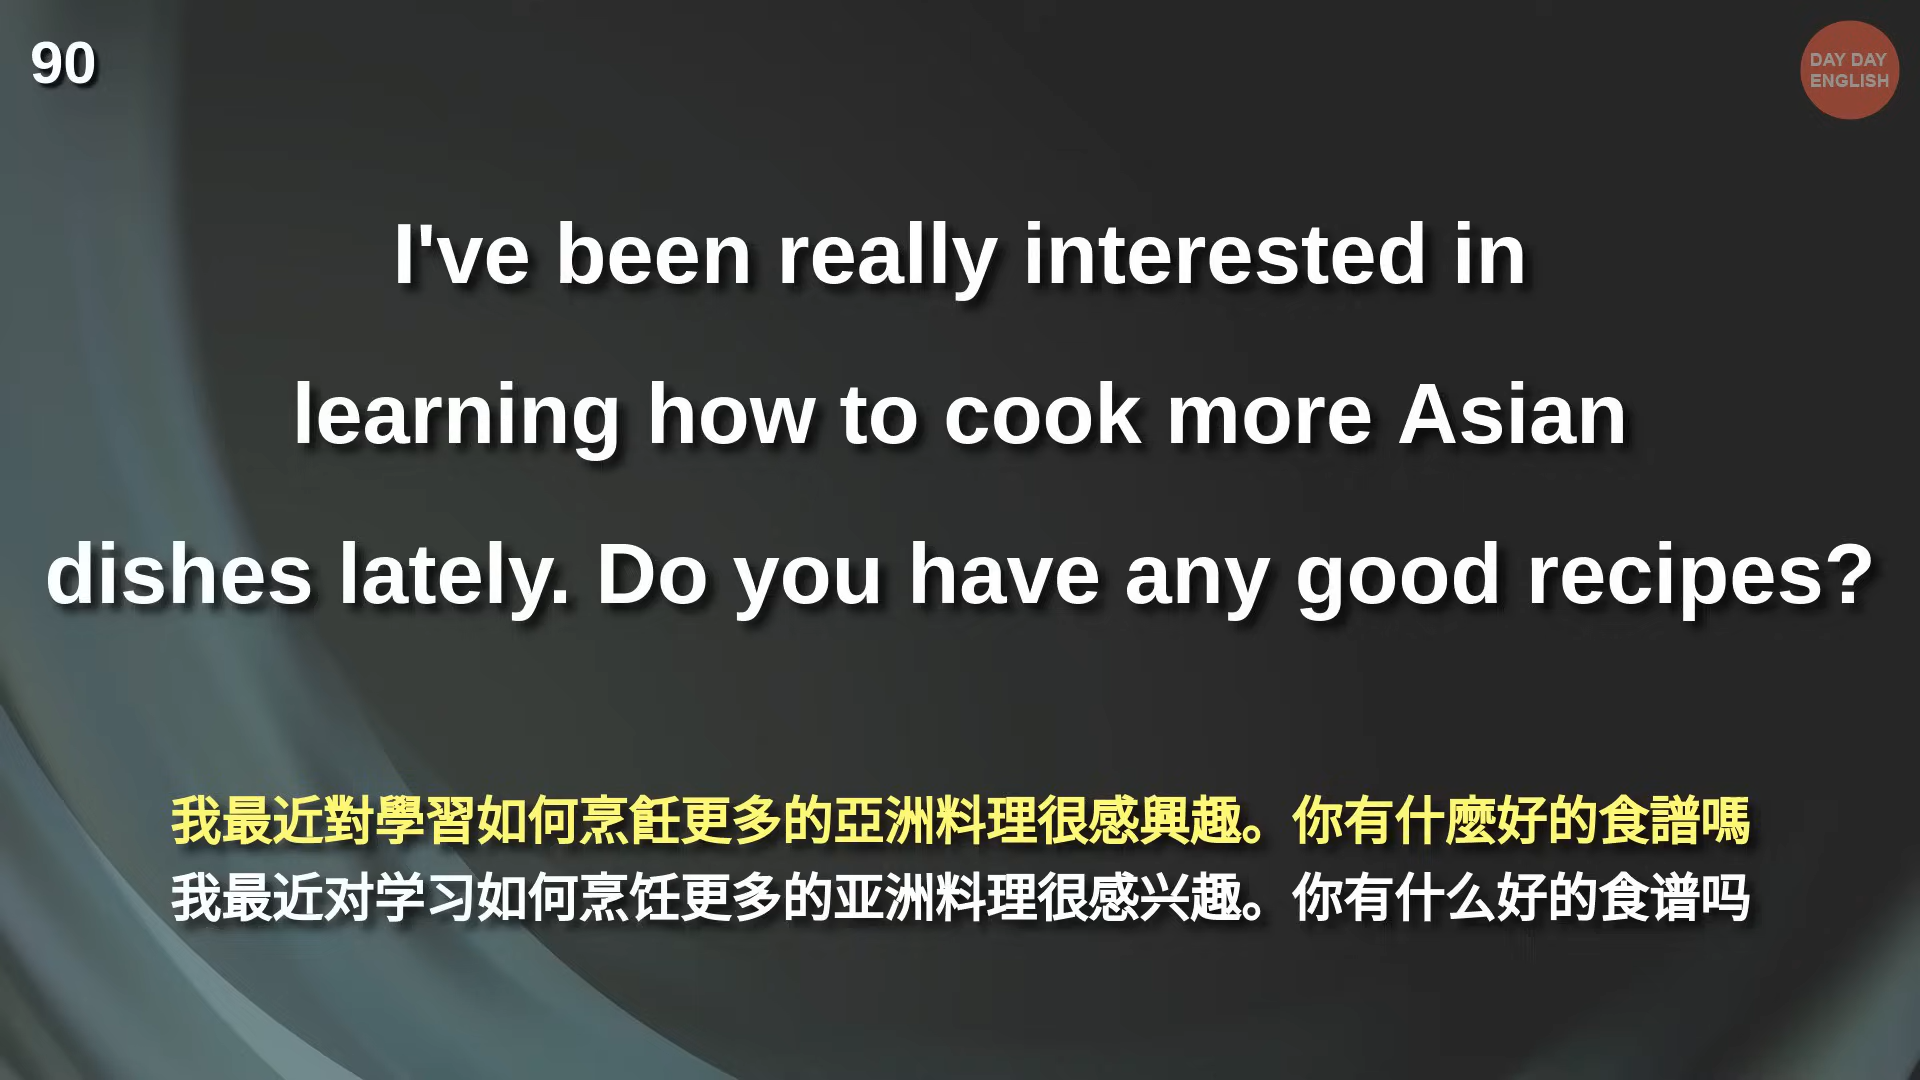 90
DAY DAY
ENGLISH
I've been really interested in
learning how to cook more Asian
dishes lately. Do you have any good recipes?
我最近對學習如何烹飪更多的亞洲料理很感興趣。你有什麼好的食譜嗎
我最近对学习如何烹饪更多的亚洲料理很感兴趣。你有什么好的食谱吗